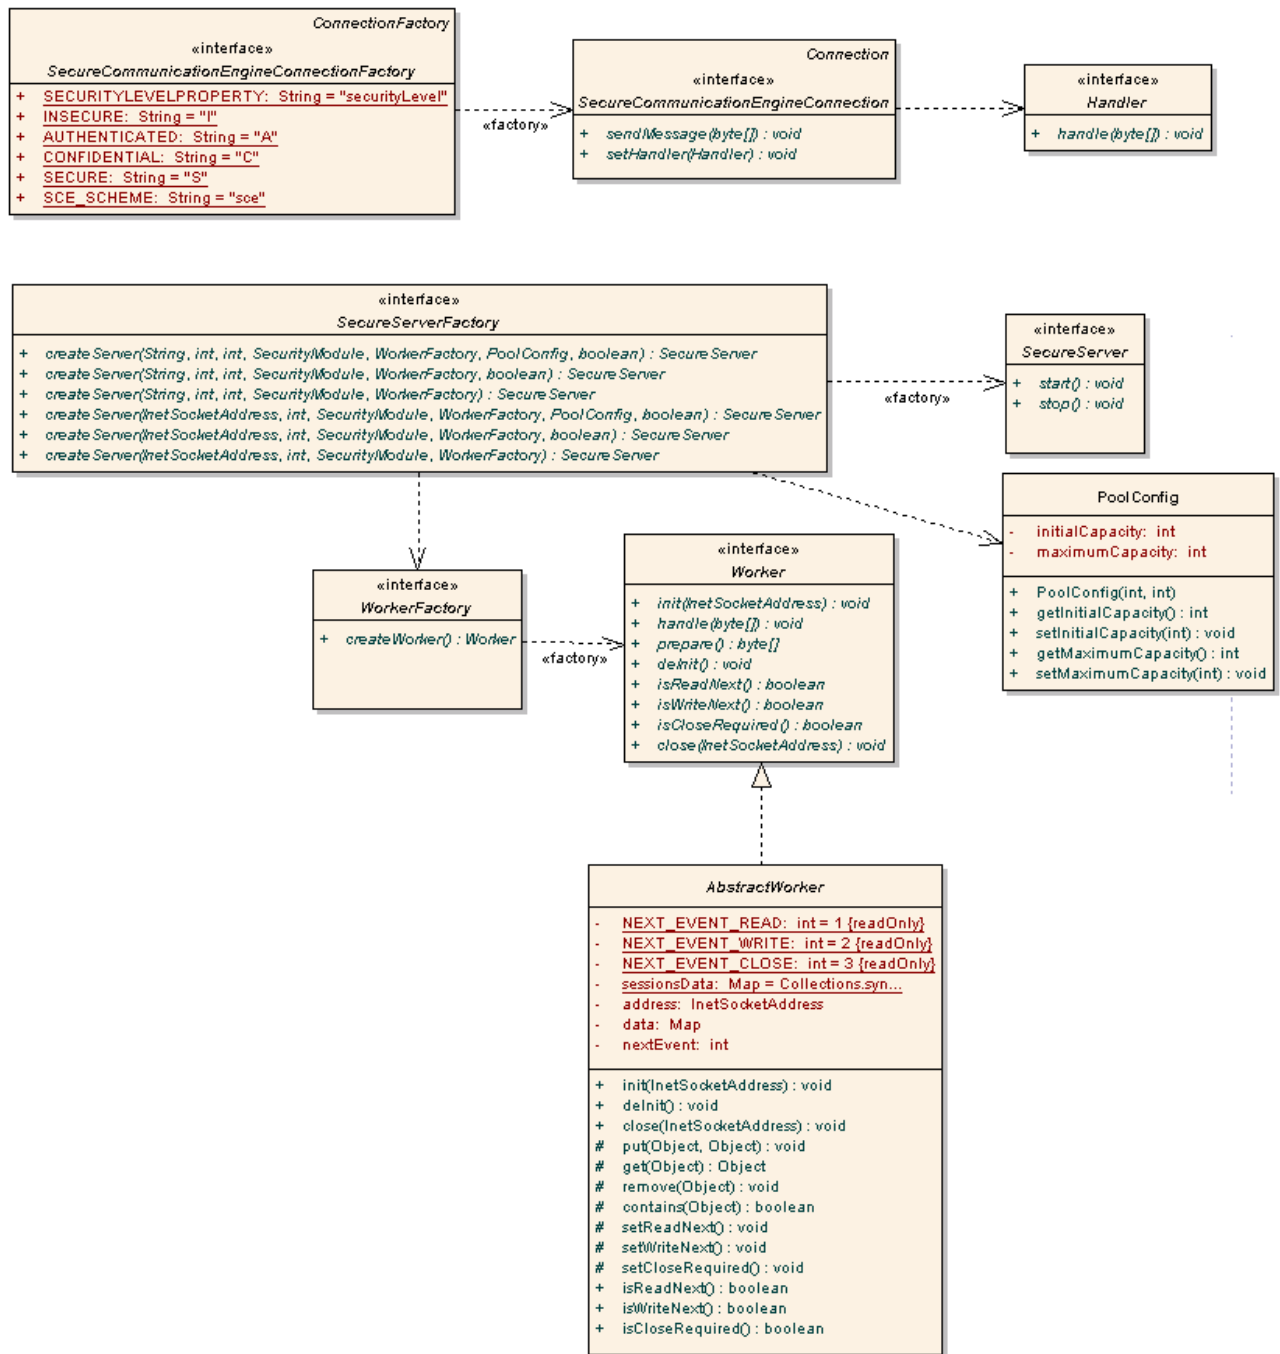 ConnectionFactory
«interface»
SecureCommunicationEngineConnectionFactory
+ SECURITYLEVELPROPERTY: String = "securityLevel"
+ INSECURE: String = "I"
+ AUTHENTICATED: String = "A"
+ CONFIDENTIAL: String = "C"
+ SECURE: String = "S"
+ SCE_SCHEME: String = "sce"
«factory»
Connection
«interface»
SecureCommunicationEngineConnection
+ sendMessage(byte[]) : void
+ setHandler(Handler) : void
«interface»
Handler
+ handle(byte[]) : void
«interface»
SecureServerFactory
+ createServer(String, int, int, SecurityModule, WorkerFactory, PoolConfig, boolean) : SecureServer
+ createServer(String, int, int, SecurityModule, WorkerFactory, boolean) : SecureServer
+ createServer(String, int, int, SecurityModule, WorkerFactory) : SecureServer
+ createServer(InetSocketAddress, int, SecurityModule, WorkerFactory, PoolConfig, boolean) : SecureServer
+ createServer(InetSocketAddress, int, SecurityModule, WorkerFactory, boolean) : SecureServer
+ createServer(InetSocketAddress, int, SecurityModule, WorkerFactory) : SecureServer
«factory»
«interface»
SecureServer
+ start() : void
+ stop() : void
PoolConfig
- initialCapacity: int
- maximumCapacity: int
+ PoolConfig(int, int)
+ getInitialCapacity() : int
+ setInitialCapacity(int) : void
+ getMaximumCapacity() : int
+ setMaximumCapacity(int) : void
«interface»
WorkerFactory
+ createWorker() : Worker
«factory»
«interface»
Worker
+ init(InetSocketAddress) : void
+ handle(byte[]) : void
+ prepare() : byte[]
+ deInit() : void
+ isReadNext() : boolean
+ isWriteNext() : boolean
+ isCloseRequired() : boolean
+ close(InetSocketAddress) : void
AbstractWorker
- NEXT_EVENT_READ: int = 1 {readOnly}
- NEXT_EVENT_WRITE: int = 2 {readOnly}
- NEXT_EVENT_CLOSE: int = 3 {readOnly}
- sessionsData: Map = Collections.syn...
- address: InetSocketAddress
- data: Map
- nextEvent: int
+ init(InetSocketAddress) : void
+ deInit() : void
+ close(InetSocketAddress) : void
# put(Object, Object) : void
# get(Object) : Object
# remove(Object) : void
# contains(Object) : boolean
# setReadNext() : void
# setWriteNext() : void
# setCloseRequired() : void
+ isReadNext() : boolean
+ isWriteNext() : boolean
+ isCloseRequired() : boolean